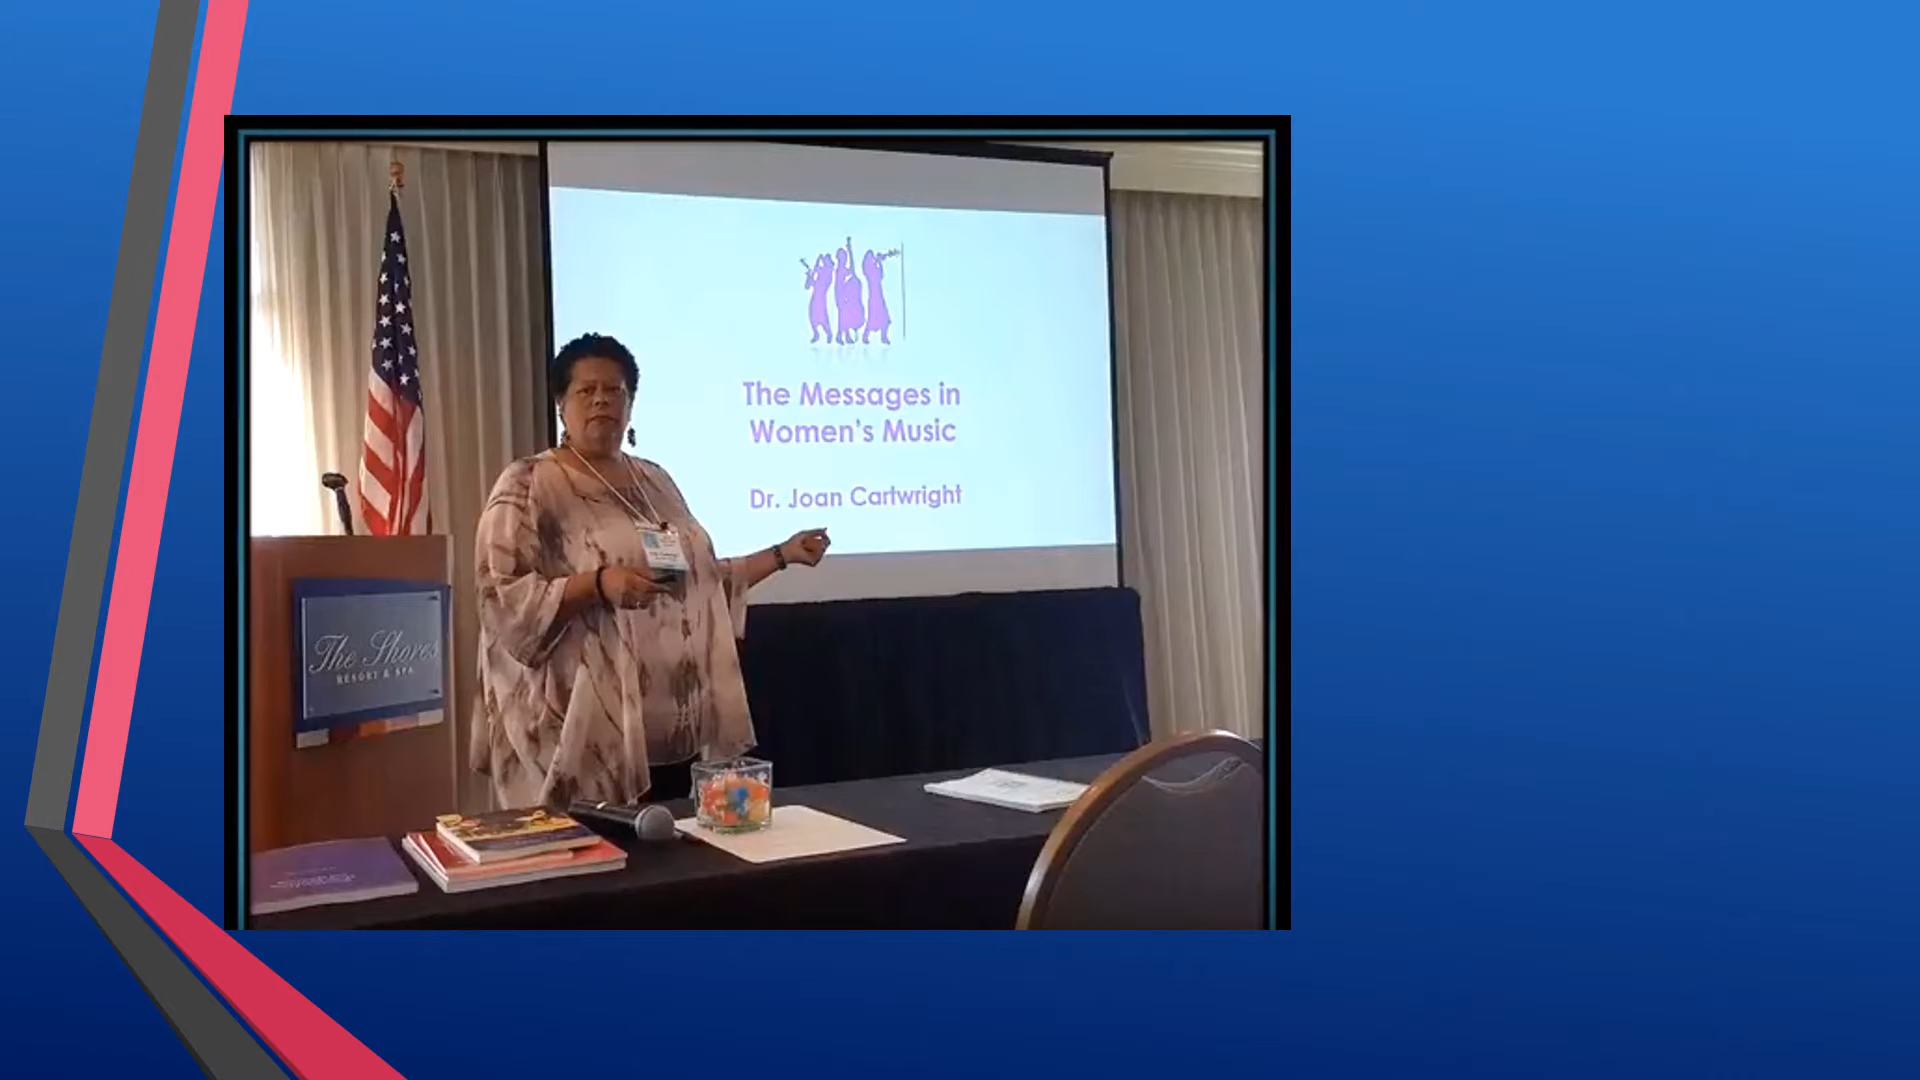 The Messages in
Women's Music
Dr. Joan Cartwright
The Shores
RESORT & SPA